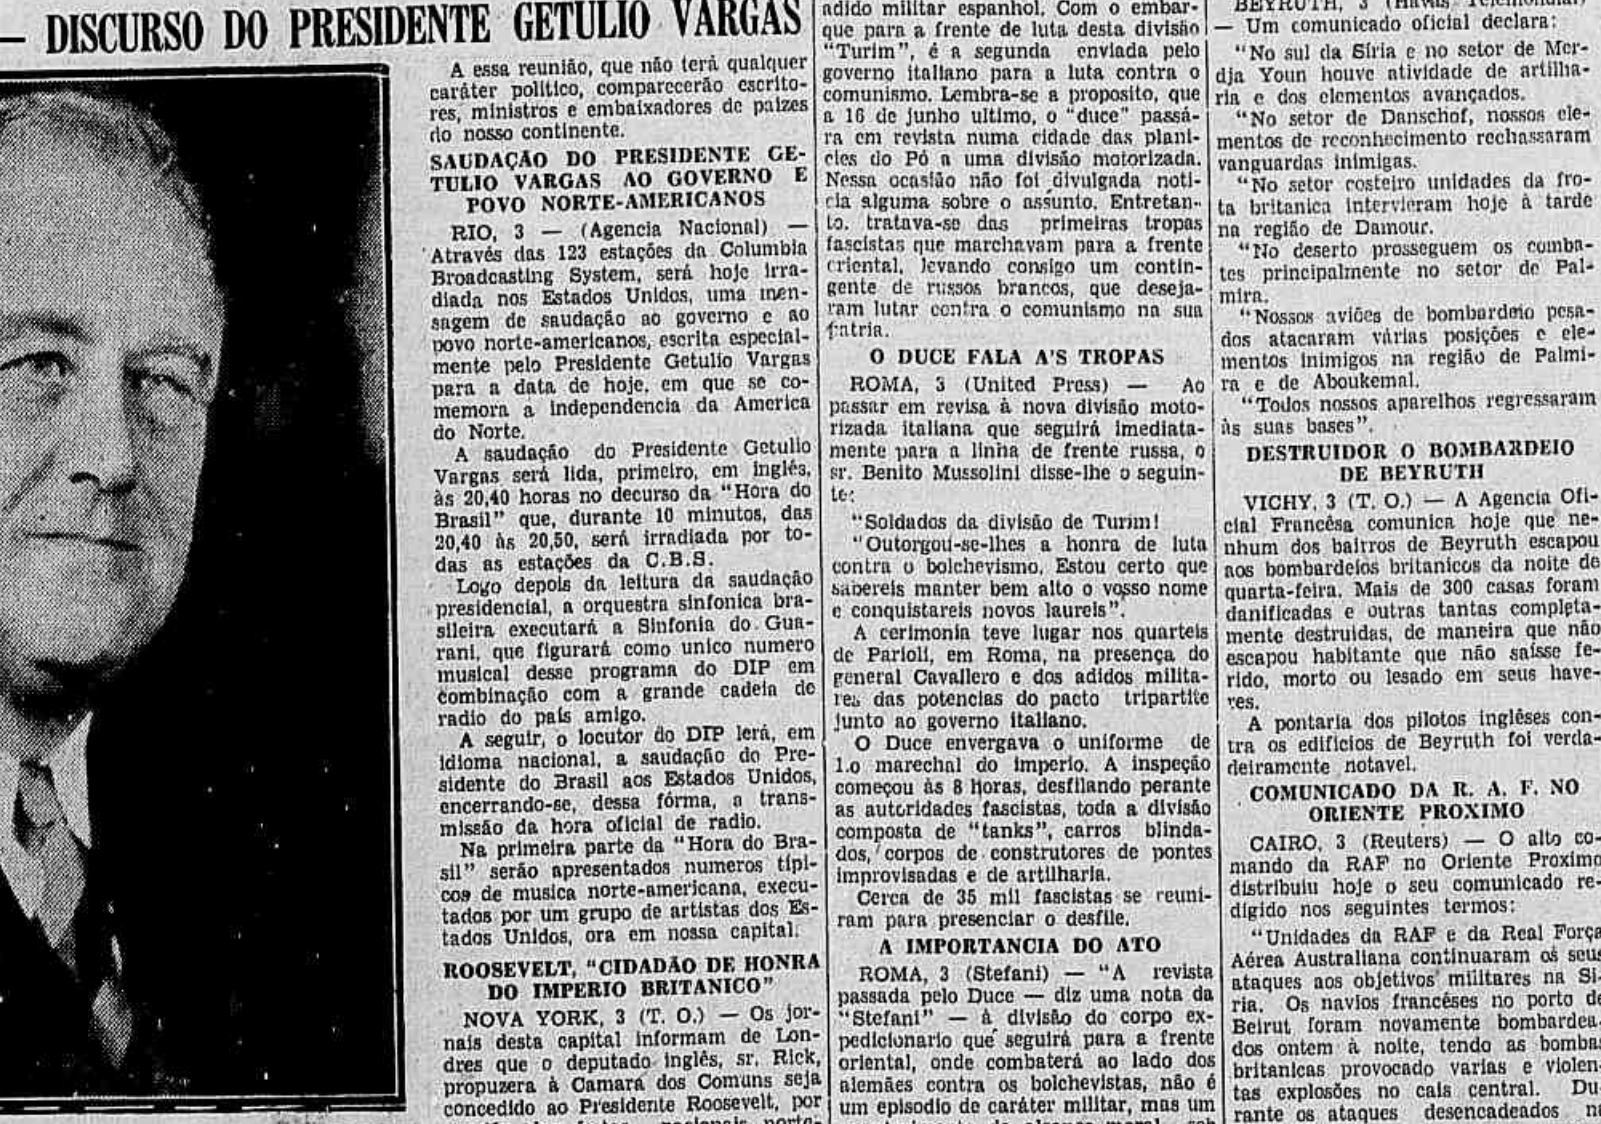 — DISCURSO DO PRESIDENTE GETULIO VARGAS
A essa reunião, que não terá qualquer
caráter politico, comparecerão escrito-
res, ministros e embaixadores de paizes
do nosso continente.
SAUDAÇÃO DO PRESIDENTE GE-
TULIO VARGAS AO GOVERNO E
POVO NORTE-AMERICANOS
RIO, 3 — (Agencia Nacional) —
Através das 123 estações da Columbia
Broadcasting System, será hoje irra-
diada nos Estados Unidos, uma men-
sagem de saudação ao governo e ao
povo norte-americanos, escrita especial-
mente pelo Presidente Getulio Vargas
para a data de hoje, em que se co-
memora a independencia da America
do Norte.
A saudação do Presidente Getulio
Vargas será lida, primeiro, em inglês,
às 20,40 horas no decurso da "Hora do
Brasil" que, durante 10 minutos, das
20,40 às 20,50, será irradiada por to-
das as estações da C.B.S.
Logo depois da leitura da saudação
presidencial, a orquestra sinfonica bra-
sileira executará a Sinfonia do Gua-
rani, que figurará como unico numero
musical desse programa do DIP em
combinação com a grande cadeia de
radio do país amigo.
A seguir, o locutor do DIP lerá, em
idioma nacional, a saudação do Pre-
sidente do Brasil aos Estados Unidos,
encerrando-se, dessa fórma, a trans-
missão da hora oficial de radio.
Na primeira parte da "Hora do Bra-
sil" serão apresentados numeros típi-
cos de musica norte-americana, execu-
tados por um grupo de artistas dos Es-
tados Unidos, ora em nossa capital.
ROOSEVELT, "CIDADÃO DE HONRA
DO IMPERIO BRITANICO"
NOVA YORK, 3 (T. O.) — Os jor-
nais desta capital informam de Lon-
dres que o deputado inglês, sr. Rick,
propuzera à Camara dos Comuns seja
concedido ao Presidente Roosevelt, por
adido militar espanhol. Com o embar-
que para a frente de luta desta divisão
"Turim", é a segunda enviada pelo
governo italiano para a luta contra o
comunismo. Lembra-se a proposito, que
a 16 de junho ultimo, o "duce" passá-
ra em revista numa cidade das plani-
cies do Pó a uma divisão motorizada.
Nessa ocasião não foi divulgada noti-
cia alguma sobre o assunto. Entretan-
to, tratava-se das primeiras tropas
fascistas que marchavam para a frente
criental, levando consigo um contin-
gente de russos brancos, que deseja-
ram lutar contra o comunismo na sua
fatria.
O DUCE FALA A'S TROPAS
ROMA, 3 (United Press) — Ao
passar em revisa à nova divisão moto-
rizada italiana que seguirá imediata-
mente para a linha de frente russa, o
sr. Benito Mussolini disse-lhe o seguin-
te:
"Soldados da divisão de Turim!
"Outorgou-se-lhes a honra de luta
contra o bolchevismo. Estou certo que
sabereis manter bem alto o vosso nome
e conquistareis novos laureis".
A cerimonia teve lugar nos quarteis
de Parioli, em Roma, na presença do
general Cavallero e dos adidos milita-
res das potencias do pacto tripartite
junto ao governo italiano.
O Duce envergava o uniforme de
1.o marechal do imperio. A inspeção
começou às 8 horas, desfilando perante
as autoridades fascistas, toda a divisão
composta de "tanks", carros blinda-
dos, corpos de construtores de pontes
improvisadas e de artilharia.
Cerca de 35 mil fascistas se reuni-
ram para presenciar o desfile.
A IMPORTANCIA DO ATO
ROMA, 3 (Stefani) — "A revista
passada pelo Duce — diz uma nota da
"Stefani" — à divisão do corpo ex-
pedicionario que seguirá para a frente
oriental, onde combaterá ao lado dos
alemães contra os bolchevistas, não é
um episodio de caráter militar, mas um
BEYRUTH, 3 (Havas Telemondial)
— Um comunicado oficial declara:
"No sul da Síria e no setor de Mer-
dja Youn houve atividade de artilha-
ria e dos elementos avançados.
"No setor de Danschof, nossos ele-
mentos de reconhecimento rechassaram
vanguardas inimigas.
"No setor costeiro unidades da fro-
ta britanica intervieram hoje à tarde
na região de Damour.
"No deserto prosseguem os comba-
tes principalmente no setor de Pal-
mira.
"Nossos aviões de bombardeio pesa-
dos atacaram várias posições e ele-
mentos inimigos na região de Palmi-
ra e de Aboukemal.
"Todos nossos aparelhos regressaram
às suas bases".
DESTRUIDOR O BOMBARDEIO
DE BEYRUTH
VICHY, 3 (T. O.) — A Agencia Ofi-
cial Francêsa comunica hoje que ne-
nhum dos bairros de Beyruth escapou
aos bombardeios britanicos da noite de
quarta-feira. Mais de 300 casas foram
danificadas e outras tantas completa-
mente destruidas, de maneira que não
escapou habitante que não saísse fe-
rido, morto ou lesado em seus have-
res.
A pontaria dos pilotos inglêses con-
tra os edificios de Beyruth foi verda-
deiramente notavel.
COMUNICADO DA R. A. F. NO
ORIENTE PROXIMO
CAIRO, 3 (Reuters) — O alto co-
mando da RAF no Oriente Proximo
distribuiu hoje o seu comunicado re-
digido nos seguintes termos:
"Unidades da RAF e da Real Força
Aérea Australiana continuaram os seus
ataques aos objetivos militares na Si-
ria. Os navios francêses no porto de
Beirut foram novamente bombardea-
dos ontem à noite, tendo as bombas
britanicas provocado varias e violen-
tas explosões no cais central. Du-
rante os ataques desencadeados